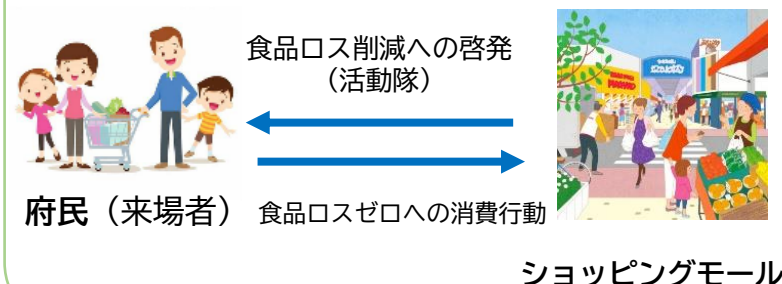 食品ロス削減への啓発
（活動隊）
府民（来場者）
食品ロスゼロへの消費行動
ショッピングモール